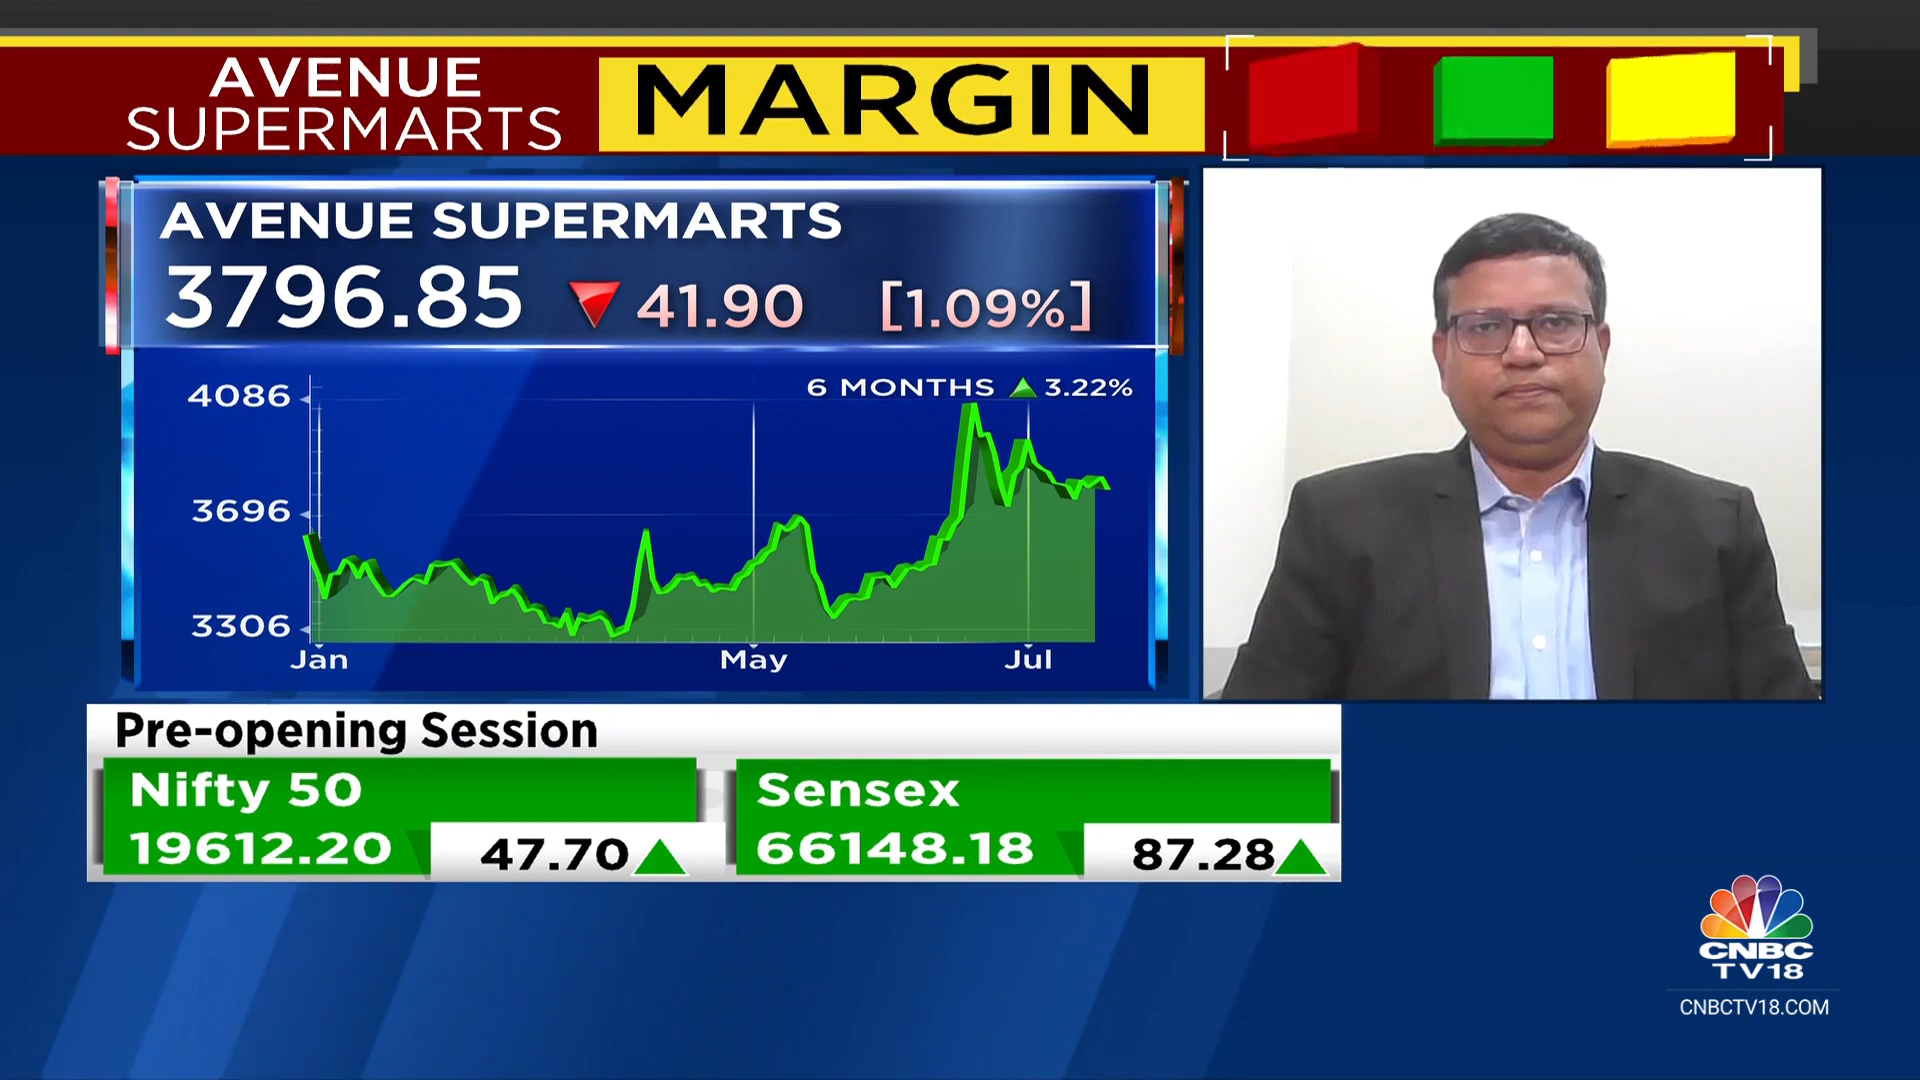 AVENUE
SUPERMARTS
MARGIN
AVENUE SUPERMARTS
3796.85 ▼ 41.90 [1.09%]
6 MONTHS ▲ 3.22%
4086
3696
3306
Jan May Jul
Pre-opening Session
Nifty 50
19612.20 47.70 ▲
Sensex
66148.18 87.28 ▲
CNBC
TV18
CNBCTV18.COM